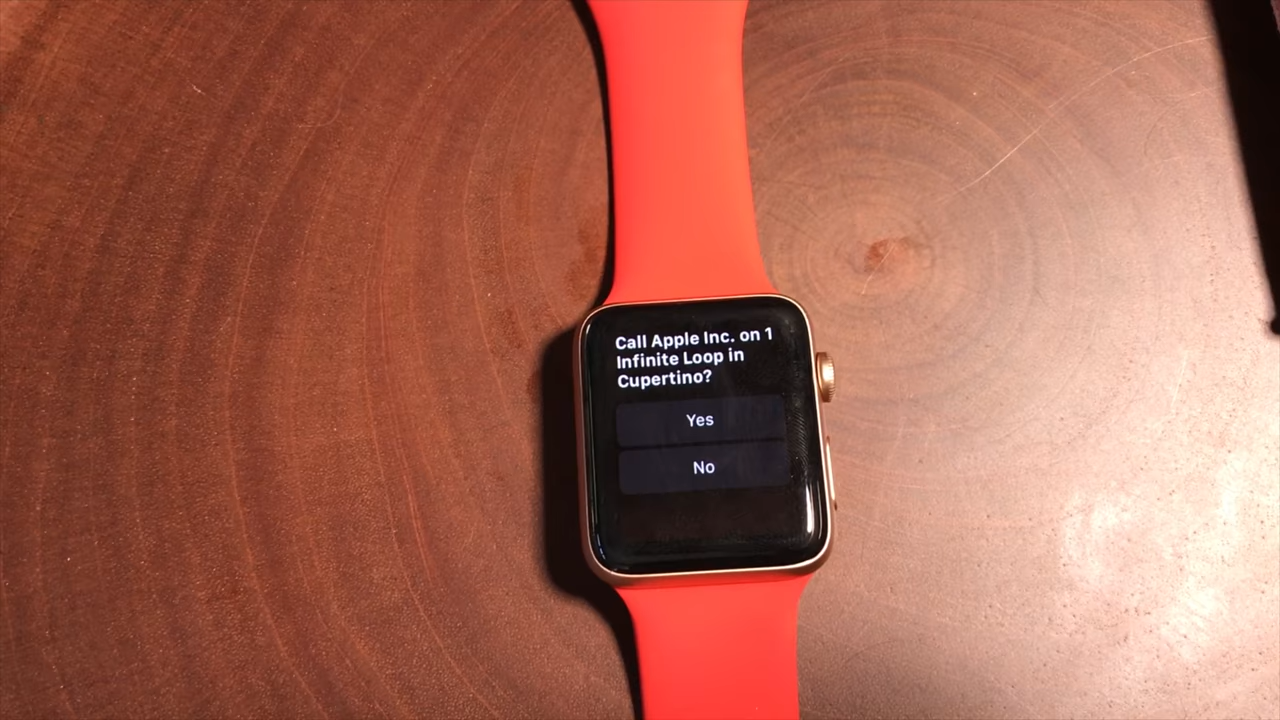 Call Apple Inc. on 1
Infinite Loop in
Cupertino?
Yes
No